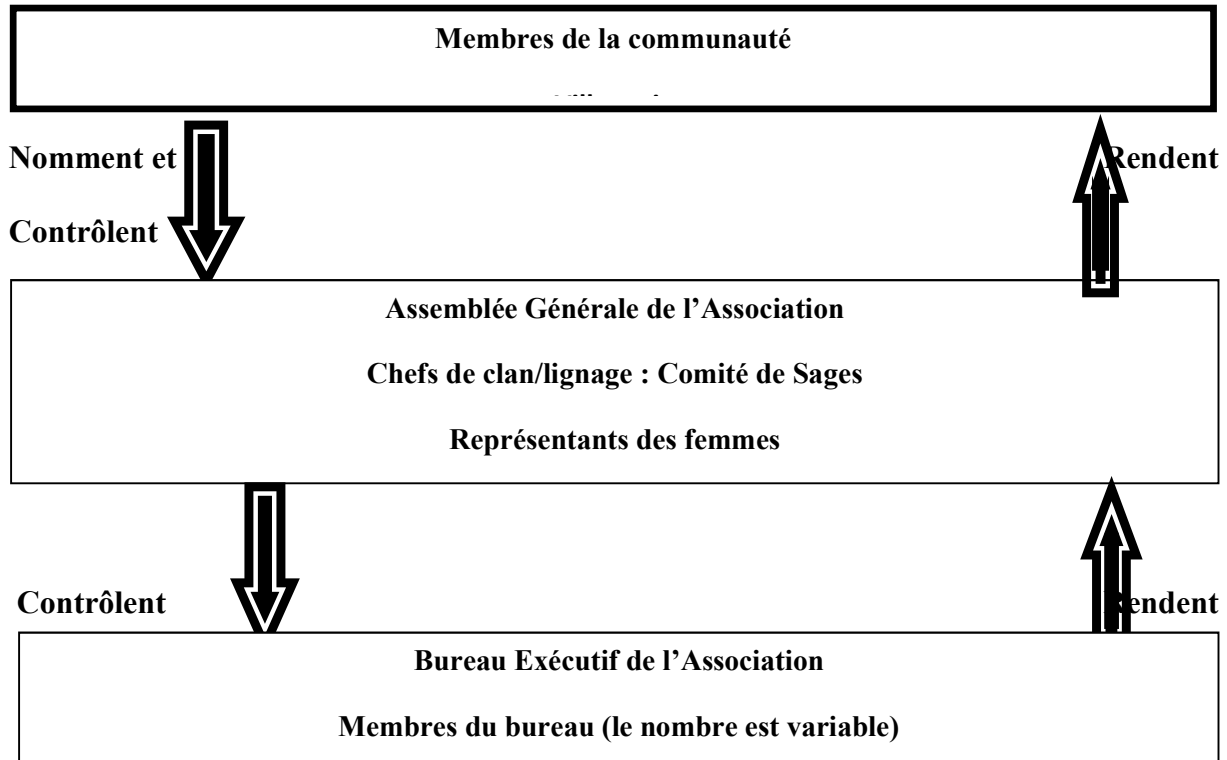 Membres de la communauté
Nomment et
Rendent
Contrôlent
Assemblée Générale de l’Association
Chefs de clan/lignage : Comité de Sages
Représentants des femmes
Contrôlent
Rendent
Bureau Exécutif de l’Association
Membres du bureau (le nombre est variable)